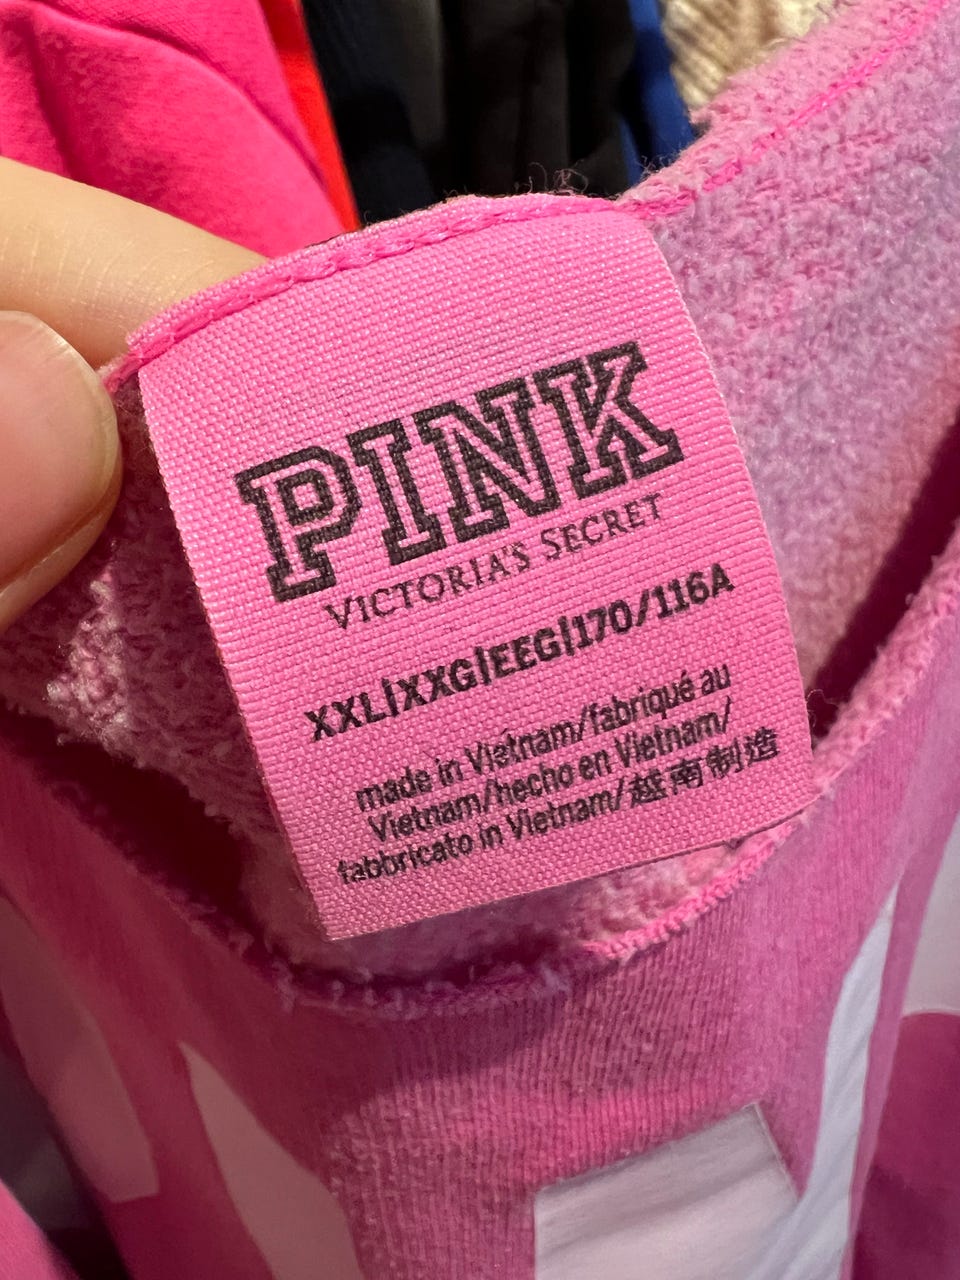 PINK
VICTORIA'S SECRET
XXL|XXG|EEG|170/116A
made in Vietnam/fabriqué au
Vietnam/hecho en Vietnam/
fabbricato in Vietnam/越南制造